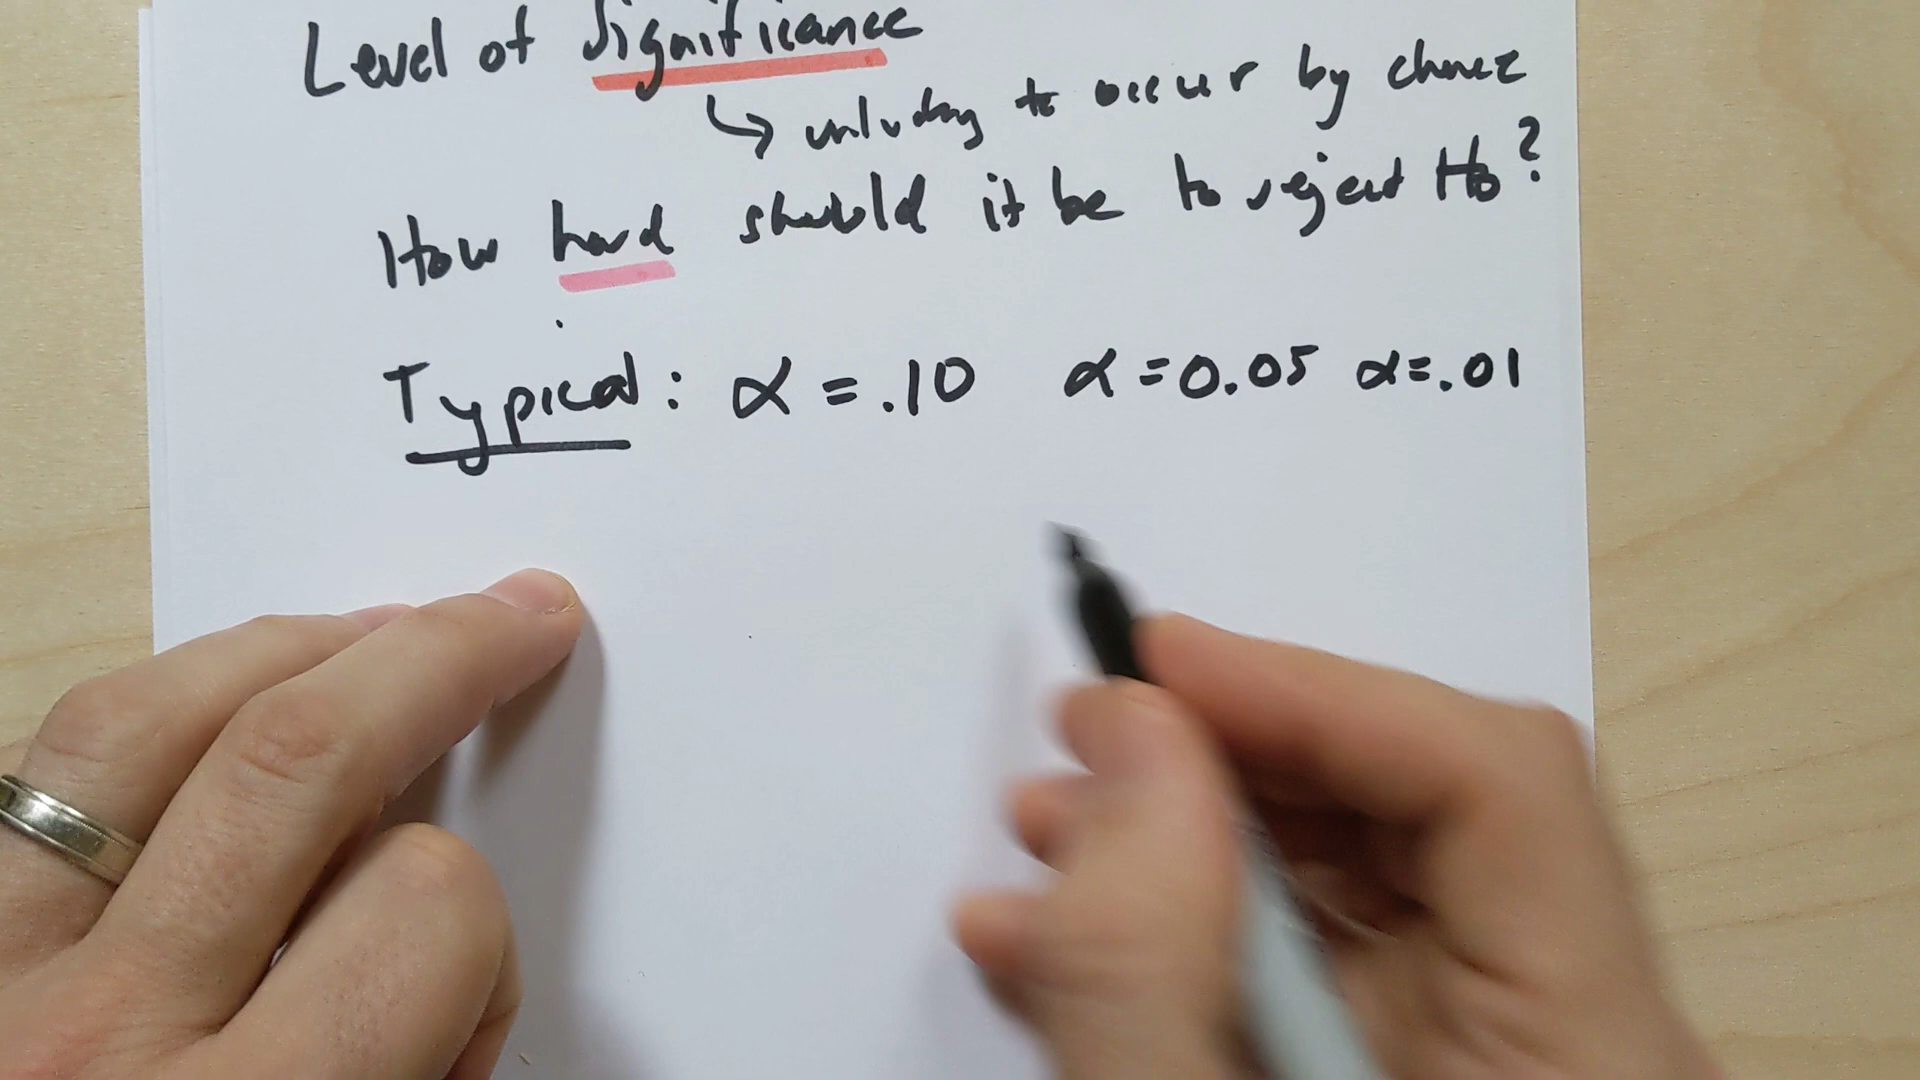 Level of Significance
↳ unlikely to occur by chance
How hard should it be to reject H₀?
Typical: α = .10 α = 0.05 α = .01